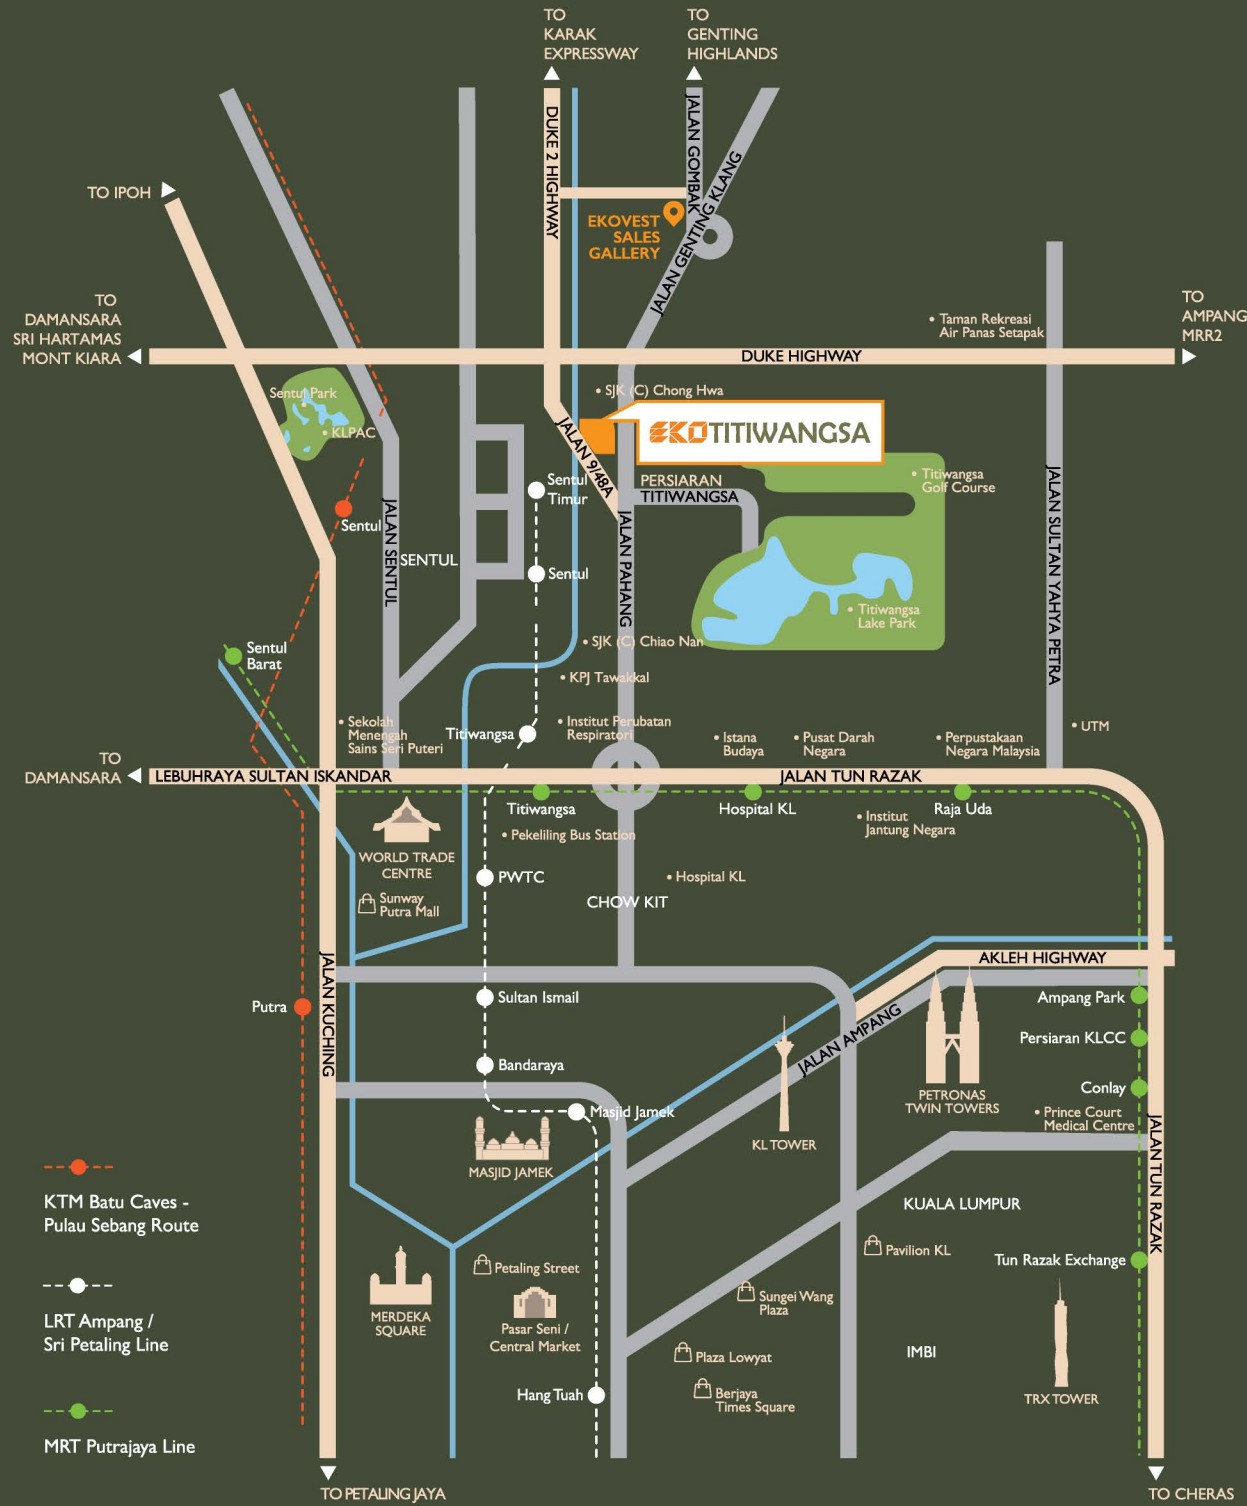 TO
KARAK
EXPRESSWAY
TO
GENTING
HIGHLANDS
DUKE 2 HIGHWAY
JALAN GOMBAK
JALAN GENTING KLANG
TO IPOH
EKOVEST
SALES
GALLERY
TO
DAMANSARA
SRI HARTAMAS
MONT KIARA
TO
AMPANG
MRR2
Taman Rekreasi
Air Panas Setapak
DUKE HIGHWAY
Sentul Park
KLPAC
SJK (C) Chong Hwa
EKOTITIWANGSA
JALAN 9/48A
PERSIARAN
TITIWANGSA
Titiwangsa
Golf Course
Sentul
Timur
Sentul
JALAN SENTUL
SENTUL
Sentul
JALAN PAHANG
JALAN SULTAN YAHYA PETRA
Titiwangsa
Lake Park
Sentul
Barat
SJK (C) Chiao Nan
KPJ Tawakkal
Sekolah
Menengah
Sains Seri Puteri
Titiwangsa
Institut Perubatan
Respiratori
Istana
Budaya
Pusat Darah
Negara
Perpustakaan
Negara Malaysia
UTM
TO
DAMANSARA
LEBUHRAYA SULTAN ISKANDAR
JALAN TUN RAZAK
Titiwangsa
Hospital KL
Raja Uda
Pekeliling Bus Station
Institut
Jantung Negara
WORLD TRADE
CENTRE
PWTC
Hospital KL
Sunway
Putra Mall
CHOW KIT
JALAN KUCHING
AKLEH HIGHWAY
Putra
Sultan Ismail
Ampang Park
JALAN AMPANG
Persiaran KLCC
Bandaraya
Conlay
PETRONAS
TWIN TOWERS
Masjid Jamek
Prince Court
Medical Centre
KL TOWER
MASJID JAMEK
JALAN TUN RAZAK
KTM Batu Caves -
Pulau Sebang Route
KUALA LUMPUR
Pavilion KL
Tun Razak Exchange
Petaling Street
Sungei Wang
Plaza
LRT Ampang /
Sri Petaling Line
MERDEKA
SQUARE
Pasar Seni /
Central Market
Plaza Lowyat
IMBI
Hang Tuah
Berjaya
Times Square
TRX TOWER
MRT Putrajaya Line
TO PETALING JAYA
TO CHERAS